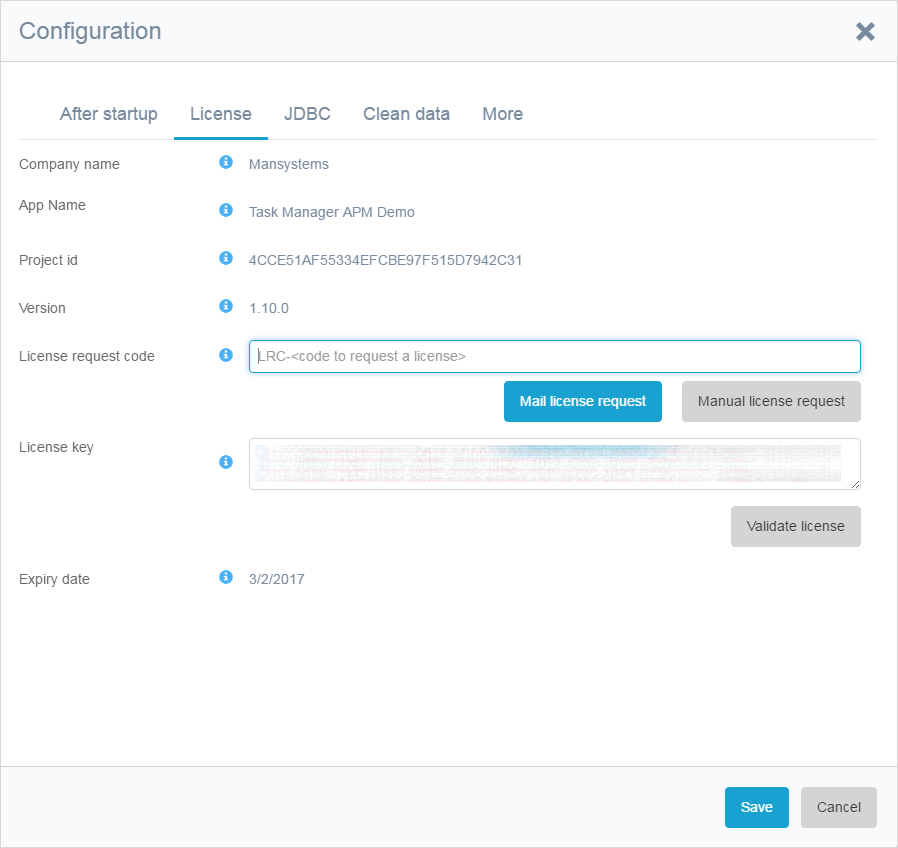 Configuration
After startup License JDBC Clean data More
Company name Mansystems
App Name Task Manager APM Demo
Project id 4CCE51AF55334EFCBE97F515D7942C31
Version 1.10.0
License request code LRC-<code to request a license>
Mail license request Manual license request
License key
Validate license
Expiry date 3/2/2017
Save Cancel